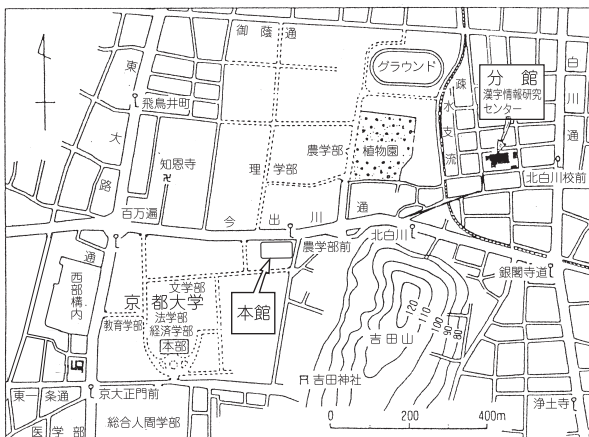 御蔭通
東大路
通
飛鳥井町
グラウンド
疎水支流
分館
漢字情報研究
センター
白川通
知恩寺
卍
理学部
農学部
植物園
北白川校前
百万遍
今出川通
農学部前
北白川
銀閣寺道
西部構内
文学部
京都大学
教育学部
法学部
経済学部
本部
本館
120
110
100
90
80
吉田山
吉田神社
東一条通
京大正門前
総合人間学部
医学部
浄土寺
0 200 400m